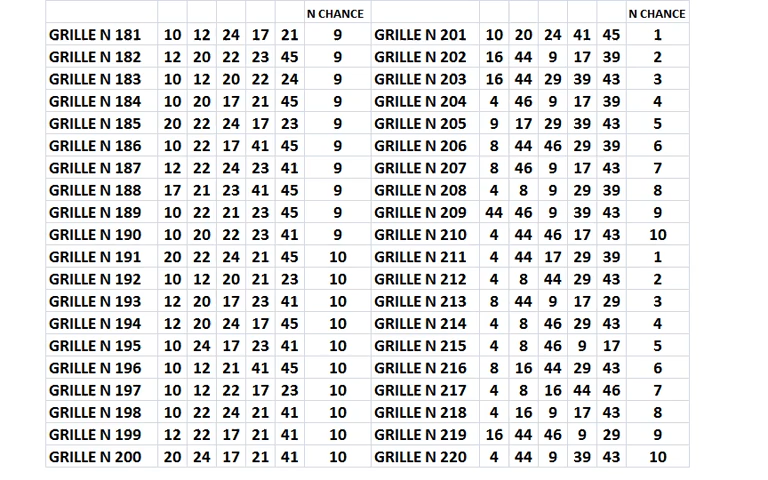 N CHANCE N CHANCE
GRILLE N 181 10 12 24 17 21 9 GRILLE N 201 10 20 24 41 45 1
GRILLE N 182 12 20 22 23 45 9 GRILLE N 202 16 44 9 17 39 2
GRILLE N 183 10 12 20 22 24 9 GRILLE N 203 16 44 29 39 43 3
GRILLE N 184 10 20 17 21 45 9 GRILLE N 204 4 46 9 17 39 4
GRILLE N 185 20 22 24 17 23 9 GRILLE N 205 9 17 29 39 43 5
GRILLE N 186 10 22 17 41 45 9 GRILLE N 206 8 44 46 29 39 6
GRILLE N 187 12 22 24 23 41 9 GRILLE N 207 8 46 9 17 43 7
GRILLE N 188 17 21 23 41 45 9 GRILLE N 208 4 8 9 29 39 8
GRILLE N 189 10 22 21 23 45 9 GRILLE N 209 44 46 9 39 43 9
GRILLE N 190 10 20 22 23 41 9 GRILLE N 210 4 44 46 17 43 10
GRILLE N 191 20 22 24 21 45 10 GRILLE N 211 4 44 17 29 39 1
GRILLE N 192 10 12 20 21 23 10 GRILLE N 212 4 8 44 29 43 2
GRILLE N 193 12 20 17 23 41 10 GRILLE N 213 8 44 9 17 29 3
GRILLE N 194 12 20 24 17 45 10 GRILLE N 214 4 8 46 29 43 4
GRILLE N 195 10 24 17 23 41 10 GRILLE N 215 4 8 46 9 17 5
GRILLE N 196 10 12 21 41 45 10 GRILLE N 216 8 16 44 29 43 6
GRILLE N 197 10 12 22 17 23 10 GRILLE N 217 4 8 16 44 46 7
GRILLE N 198 10 22 24 21 41 10 GRILLE N 218 4 16 9 17 43 8
GRILLE N 199 12 22 17 21 41 10 GRILLE N 219 16 44 46 9 29 9
GRILLE N 200 20 24 17 21 41 10 GRILLE N 220 4 44 9 39 43 10